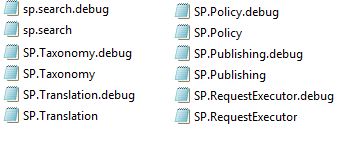 sp.search.debug
sp.search
SP.Taxonomy.debug
SP.Taxonomy
SP.Translation.debug
SP.Translation
SP.Policy.debug
SP.Policy
SP.Publishing.debug
SP.Publishing
SP.RequestExecutor.debug
SP.RequestExecutor